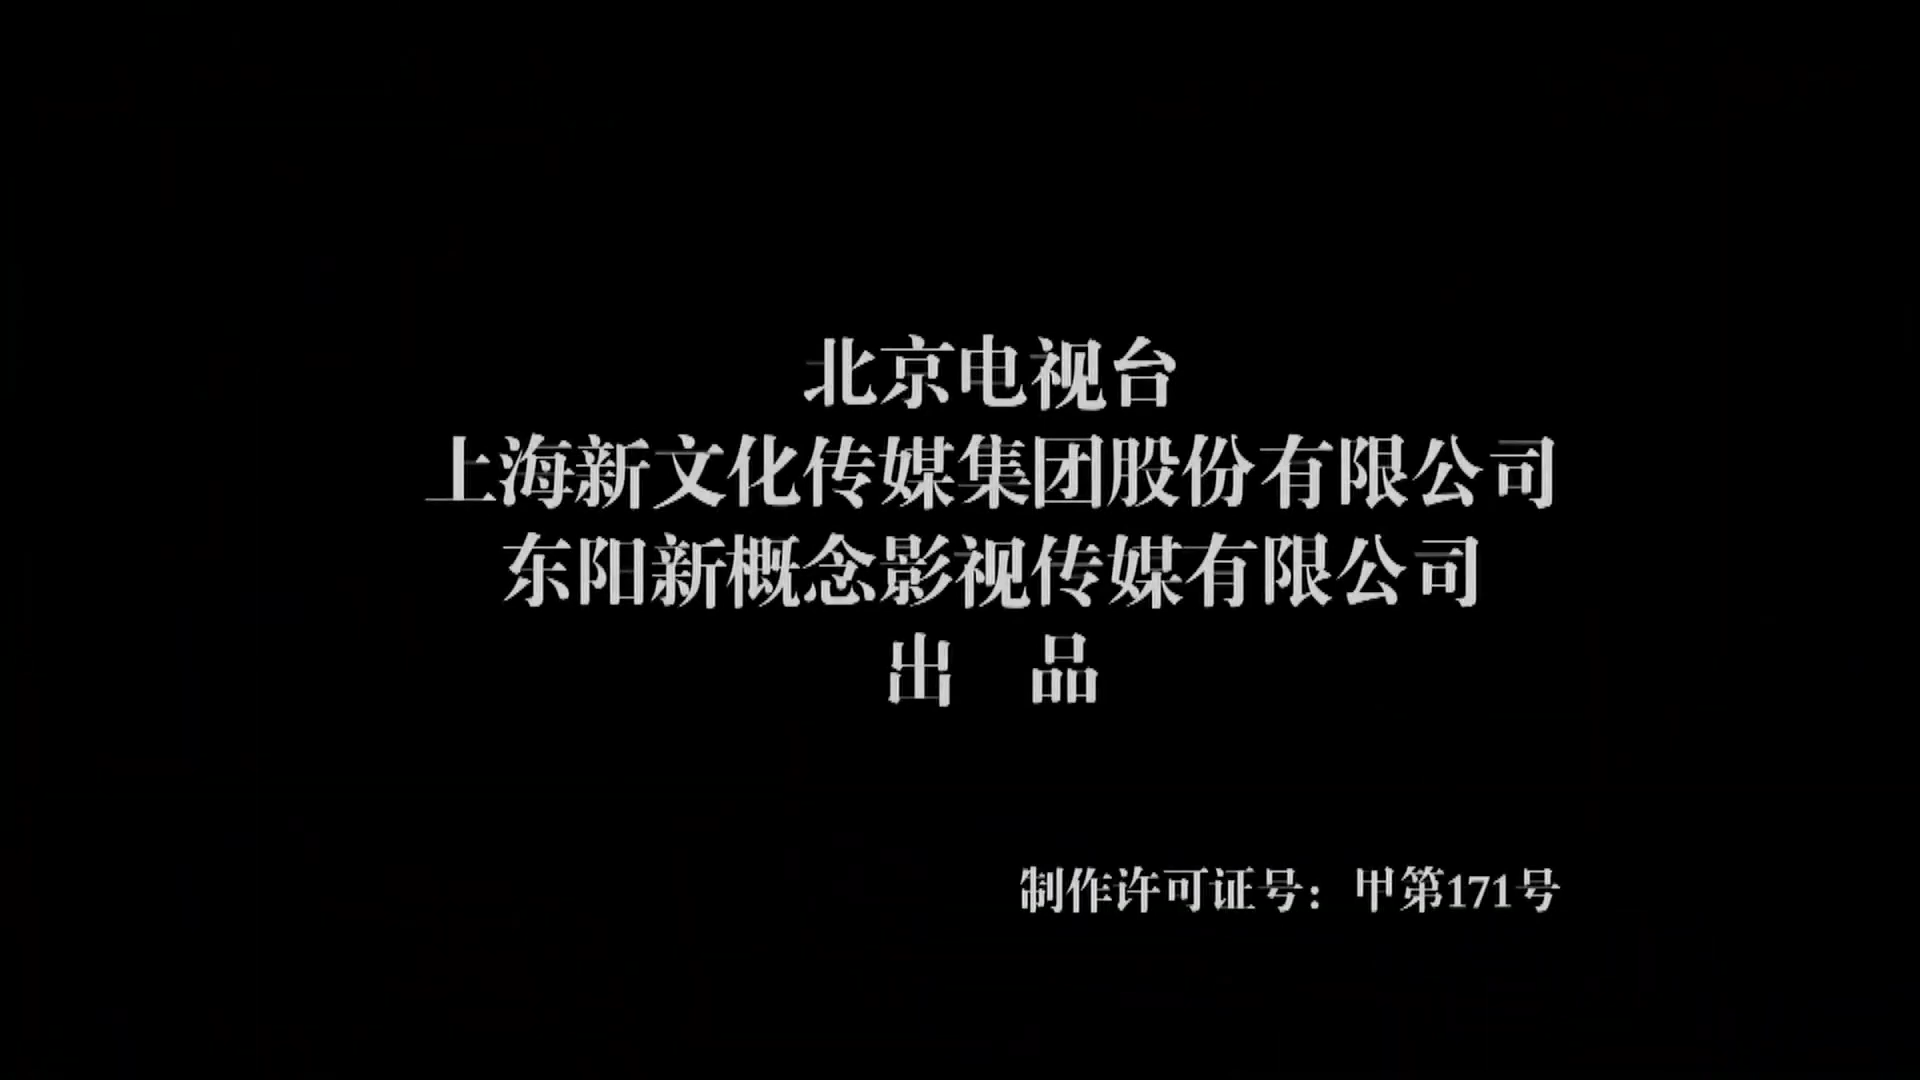 北京电视台
上海新文化传媒集团股份有限公司
东阳新概念影视传媒有限公司
出　品
制作许可证号：甲第171号